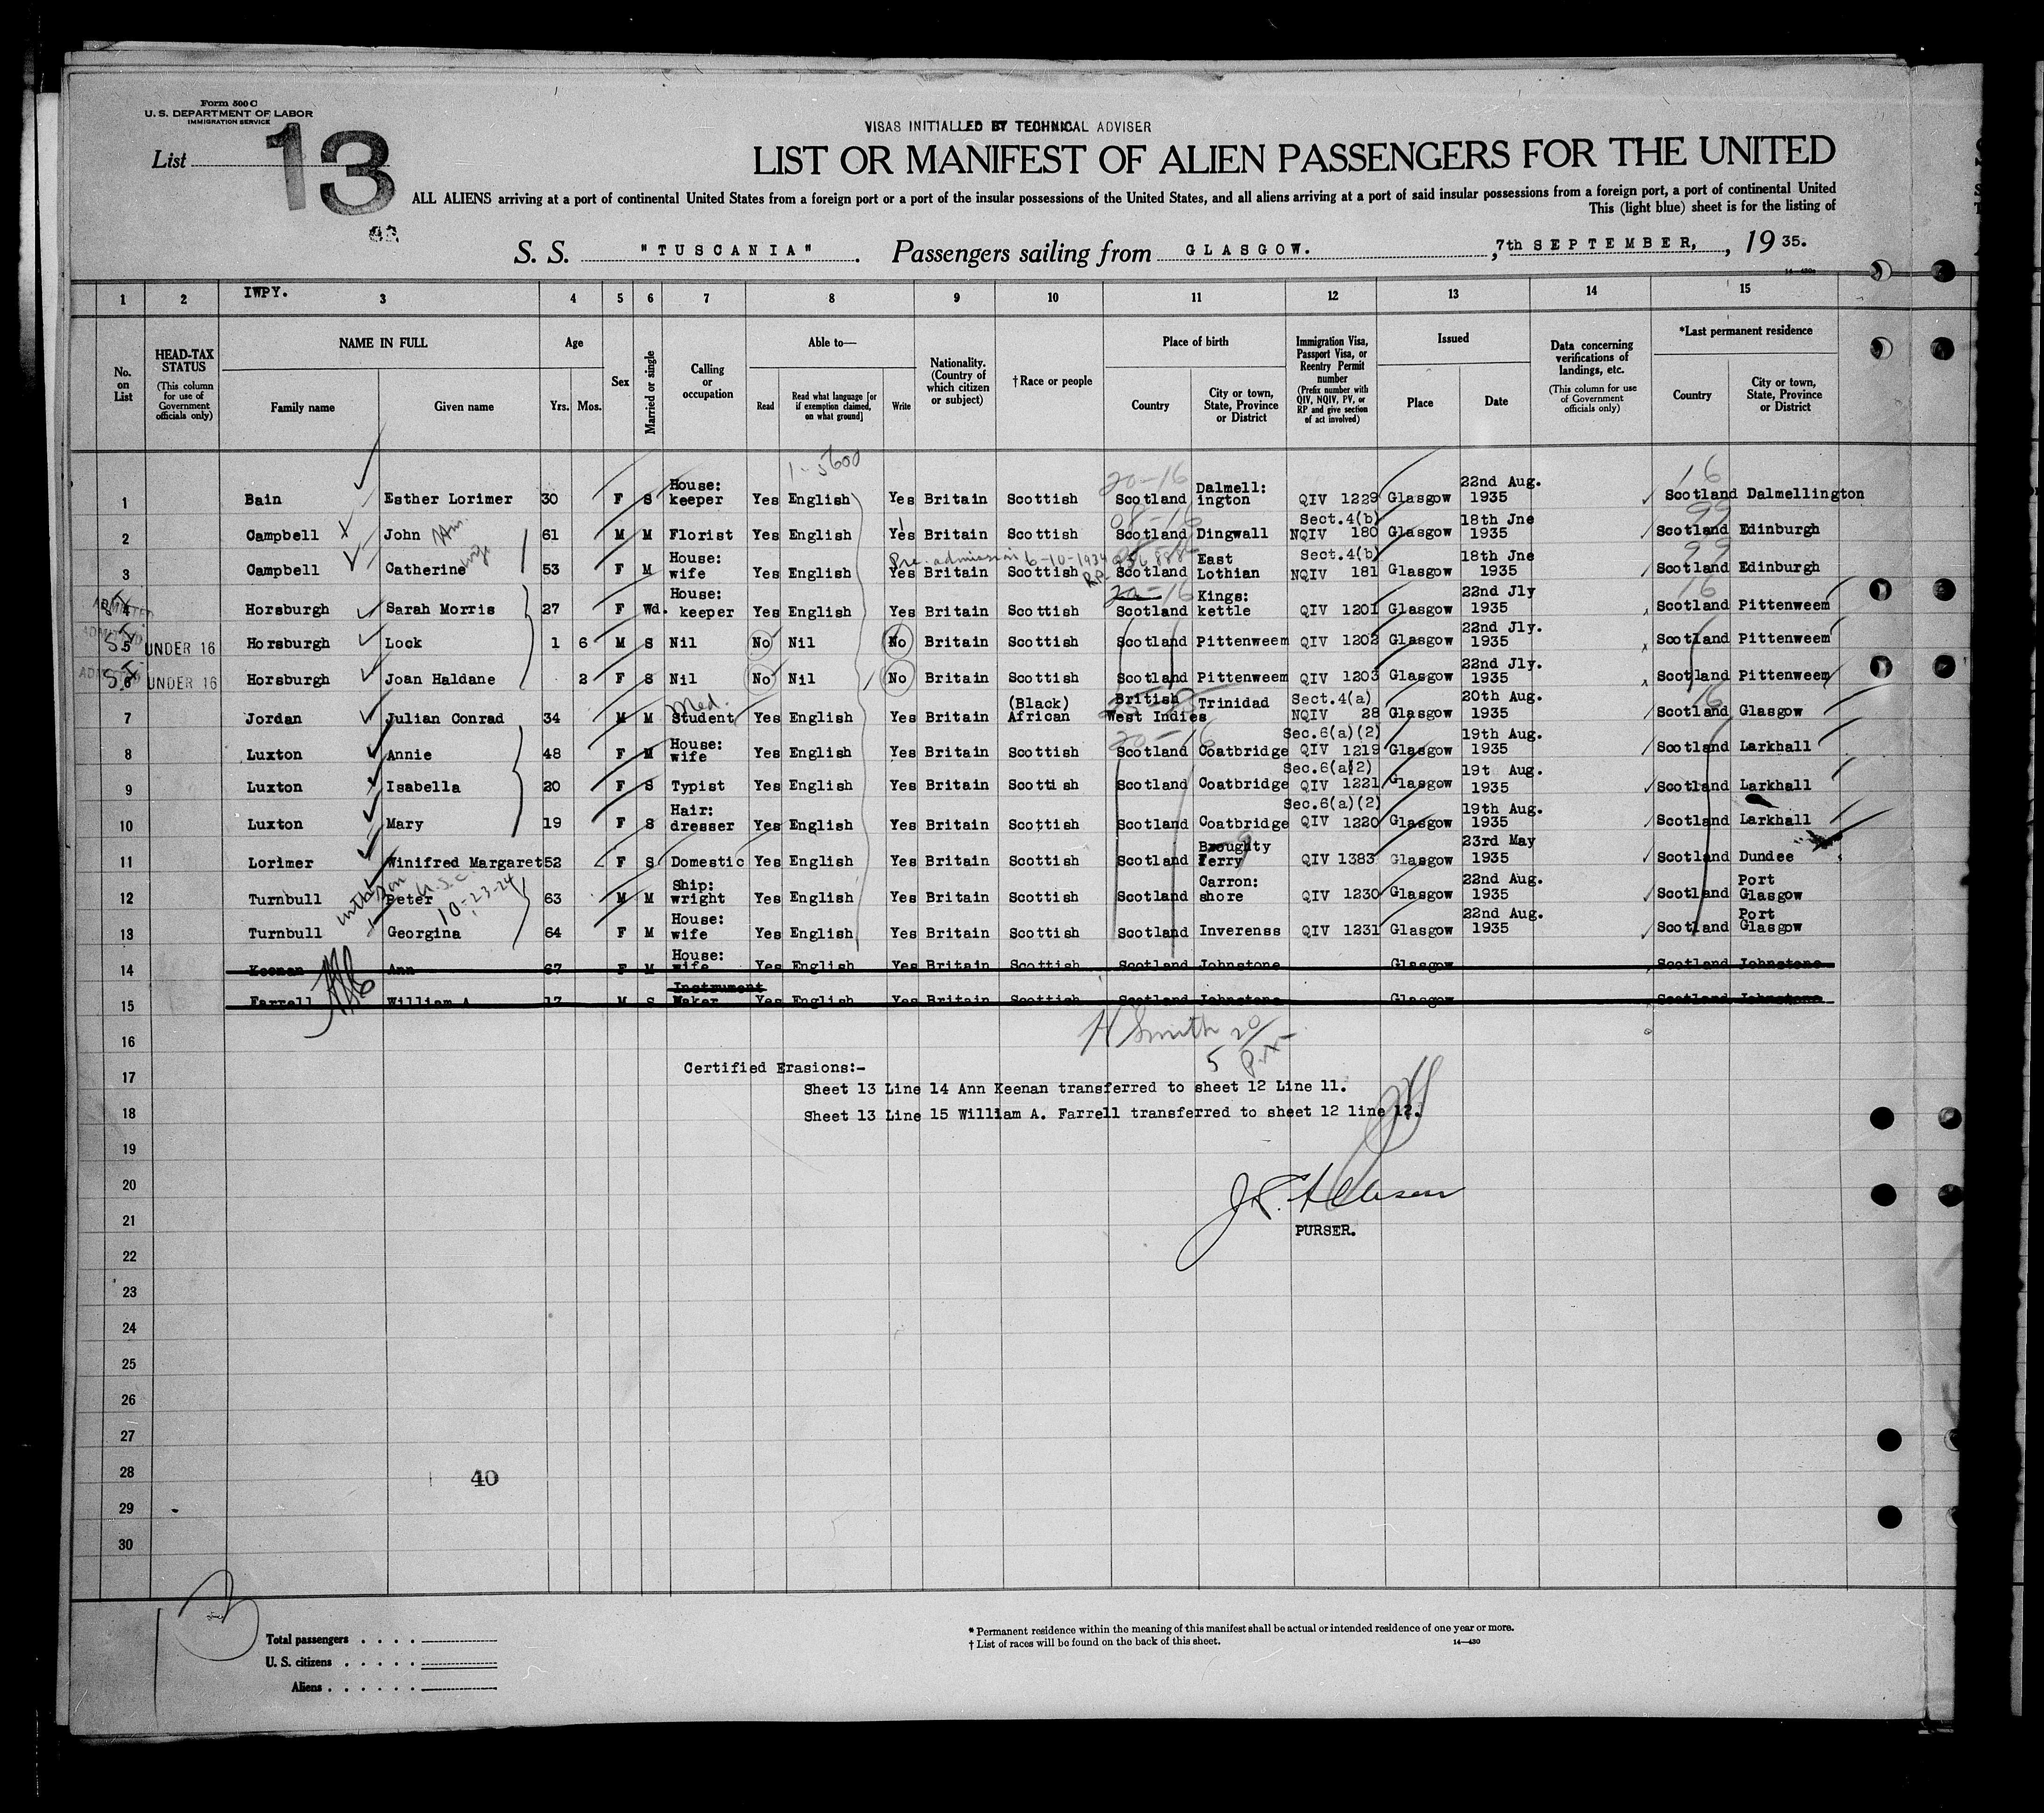 Form 500 C
U. S. DEPARTMENT OF LABOR
IMMIGRATION SERVICE
List 13
VISAS INITIALLED BY TECHNICAL ADVISER
LIST OR MANIFEST OF ALIEN PASSENGERS FOR THE UNITED
ALL ALIENS arriving at a port of continental United States from a foreign port or a port of the insular possessions of the United States, and all aliens arriving at a port of said insular possessions from a foreign port, a port of continental United
This (light blue) sheet is for the listing of
S. S. "TUSCANIA". Passengers sailing from GLASGOW. , 7th SEPTEMBER, , 1935.
1 2 IWPY. 3 4 5 6 7 8 9 10 11 12 13 14 15
No. on List
HEAD-TAX STATUS (This column for use of Government officials only)
NAME IN FULL Family name Given name
Age Yrs. Mos.
Sex
Married or single
Calling or occupation
Able to— Read Read what language [or if exemption claimed, on what ground] Write
Nationality. (Country of which citizen or subject)
†Race or people
Place of birth Country City or town, State, Province or District
Immigration Visa, Passport Visa, or Reentry Permit number (Prefix number with QIV, NQIV, PV, or RP and give section of act involved)
Issued Place Date
Data concerning verifications of landings, etc. (This column for use of Government officials only)
*Last permanent residence Country City or town, State, Province or District
1 Bain Esther Lorimer 30 F S House: keeper Yes English Yes Britain Scottish Scotland Dalmell: ington QIV 1229 Glasgow 22nd Aug. 1935 Scotland Dalmellington
2 Campbell John 61 M M Florist Yes English Yes Britain Scottish Scotland Dingwall Sect.4(b) NQIV 180 Glasgow 18th Jne 1935 Scotland Edinburgh
Pre. admission 6-10-1934
3 Campbell Catherine 53 F M House: wife Yes English Yes Britain Scottish Scotland East Lothian Sect.4(b) NQIV 181 Glasgow 18th Jne 1935 Scotland Edinburgh
4 Horsburgh Sarah Morris 27 F Wd. House: keeper Yes English Yes Britain Scottish Scotland Kings: kettle QIV 1201 Glasgow 22nd Jly 1935 Scotland Pittenweem
5 UNDER 16 Horsburgh Lock 1 6 M S Nil No Nil No Britain Scottish Scotland Pittenweem QIV 1202 Glasgow 22nd Jly. 1935 Scotland Pittenweem
6 UNDER 16 Horsburgh Joan Haldane 2 F S Nil No Nil No Britain Scottish Scotland Pittenweem QIV 1203 Glasgow 22nd Jly. 1935 Scotland Pittenweem
7 Jordan Julian Conrad 34 M M Med. Student Yes English Yes Britain (Black) African British West Indies Trinidad Sect.4(a) NQIV 28 Glasgow 20th Aug. 1935 Scotland Glasgow
8 Luxton Annie 48 F M House: wife Yes English Yes Britain Scottish Scotland Coatbridge Sec.6(a)(2) QIV 1219 Glasgow 19th Aug. 1935 Scotland Larkhall
9 Luxton Isabella 20 F S Typist Yes English Yes Britain Scottish Scotland Coatbridge Sec.6(a)(2) QIV 1221 Glasgow 19t Aug. 1935 Scotland Larkhall
10 Luxton Mary 19 F S Hair: dresser Yes English Yes Britain Scottish Scotland Coatbridge Sec.6(a)(2) QIV 1220 Glasgow 19th Aug. 1935 Scotland Larkhall
11 Lorimer Winifred Margaret 52 F S Domestic Yes English Yes Britain Scottish Scotland Broughty Ferry QIV 1383 Glasgow 23rd May 1935 Scotland Dundee
12 Turnbull Peter 63 M M Ship: wright Yes English Yes Britain Scottish Scotland Carron: shore QIV 1230 Glasgow 22nd Aug. 1935 Scotland Port Glasgow
10-23-24
13 Turnbull Georgina 64 F M House: wife Yes English Yes Britain Scottish Scotland Inverenss QIV 1231 Glasgow 22nd Aug. 1935 Scotland Port Glasgow
14 Keenan Ann 67 F M House: wife Yes English Yes Britain Scottish Scotland Johnstone Glasgow Scotland Johnstone
15 Farrell William A 17 M S Instrument Maker Yes English Yes Britain Scottish Scotland Johnstone Glasgow Scotland Johnstone
16 H Smith 20/5
17 Certified Erasions:-
Sheet 13 Line 14 Ann Keenan transferred to sheet 12 Line 11.
18 Sheet 13 Line 15 William A. Farrell transferred to sheet 12 line 12.
19
20
21 PURSER.
22
23
24
25
26
27
28 40
29
30
Total passengers
U. S. citizens
Aliens
* Permanent residence within the meaning of this manifest shall be actual or intended residence of one year or more.
† List of races will be found on the back of this sheet.
14—430